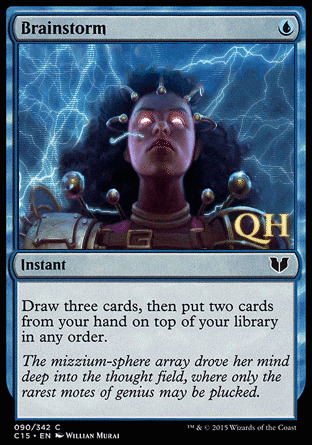 Brainstorm
QH
Instant
Draw three cards, then put two cards
from your hand on top of your library
in any order.
The mizzium-sphere array drove her mind
deep into the thought field, where only the
rarest motes of genius may be plucked.
090/342 C
C15 • EN Willian Murai
™ & © 2015 Wizards of the Coast